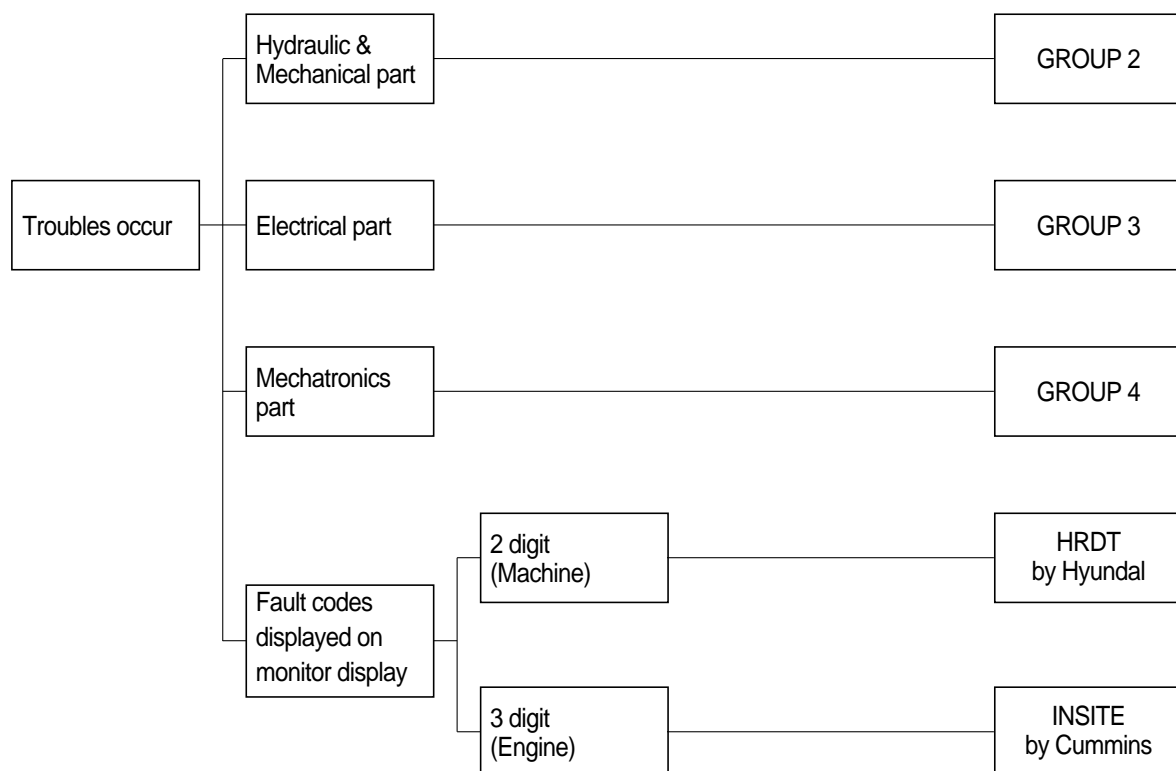 Hydraulic &
Mechanical part
GROUP 2
Troubles occur
Electrical part
GROUP 3
Mechatronics
part
GROUP 4
2 digit
(Machine)
HRDT
by Hyundal
Fault codes
displayed on
monitor display
3 digit
(Engine)
INSITE
by Cummins